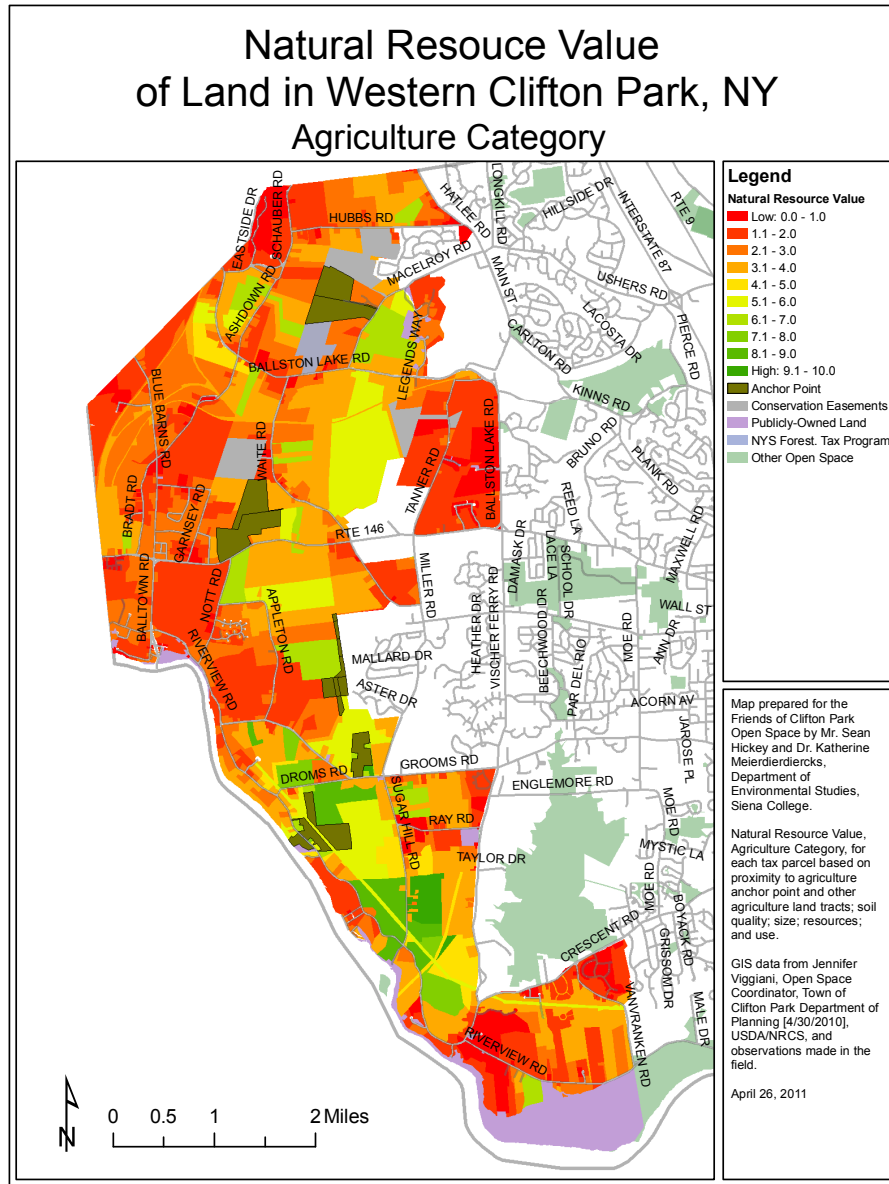 Natural Resouce Value
of Land in Western Clifton Park, NY
Agriculture Category
EASTSIDE DR
SCHAUBER RD
HUBBS RD
HATLEE RD
LONGKILL RD
HILLSIDE DR
INTERSTATE 87
RTE 9
ASHDOWN RD
MACELROY RD
MAIN ST
USHERS RD
LACOSTA DR
PIERCE RD
CARLTON RD
BALLSTON LAKE RD
LEGENDS WAY
KINNS RD
BLUE BARNS RD
WAITE RD
TANNER RD
BALLSTON LAKE RD
BRUNO RD
PLANK RD
BRADT RD
GARNSEY RD
REED LA
RTE 146
DAMASK DR
LACE LA
SCHOOL DR
MAXWELL RD
BALLTOWN RD
NOTT RD
APPLETON RD
MILLER RD
HEATHER DR
VISCHER FERRY RD
BEECHWOOD DR
PAR DEL RIO
MOE RD
WALL ST
ANN DR
RIVERVIEW RD
MALLARD DR
ASTER DR
ACORN AV
JAROSE PL
DROMS RD
GROOMS RD
ENGLEMORE RD
SUGAR HILL RD
RAY RD
MOE RD
TAYLOR DR
MYSTIC LA
MOE RD
BOYACK RD
CRESCENT RD
GRISSOM DR
VANVRANKEN RD
MALE DR
RIVERVIEW RD
N
0 0.5 1 2 Miles
Legend
Natural Resource Value
Low: 0.0 - 1.0
1.1 - 2.0
2.1 - 3.0
3.1 - 4.0
4.1 - 5.0
5.1 - 6.0
6.1 - 7.0
7.1 - 8.0
8.1 - 9.0
High: 9.1 - 10.0
Anchor Point
Conservation Easements
Publicly-Owned Land
NYS Forest. Tax Program
Other Open Space
Map prepared for the
Friends of Clifton Park
Open Space by Mr. Sean
Hickey and Dr. Katherine
Meierdierdiercks,
Department of
Environmental Studies,
Siena College.
Natural Resource Value,
Agriculture Category, for
each tax parcel based on
proximity to agriculture
anchor point and other
agriculture land tracts; soil
quality; size; resources;
and use.
GIS data from Jennifer
Viggiani, Open Space
Coordinator, Town of
Clifton Park Department of
Planning [4/30/2010],
USDA/NRCS, and
observations made in the
field.
April 26, 2011